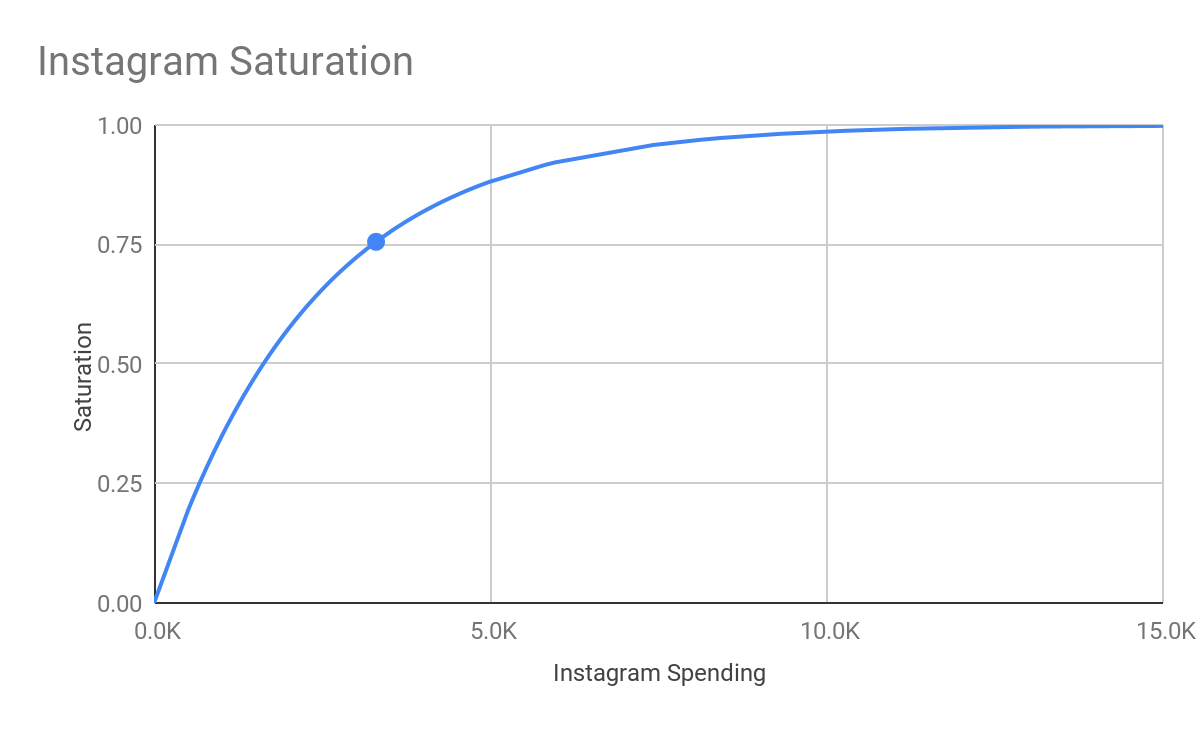 Instagram Saturation
1.00
0.75
0.50
0.25
0.00
Saturation
0.0K
5.0K
10.0K
15.0K
Instagram Spending